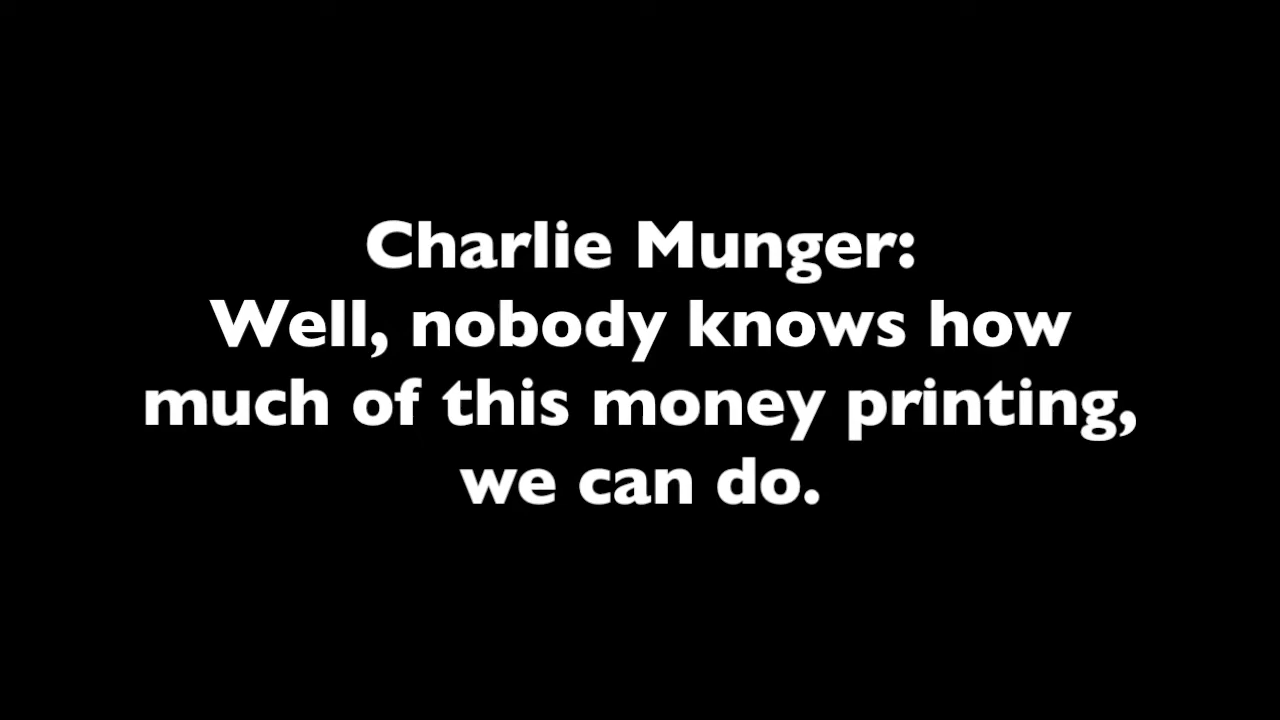 Charlie Munger:
Well, nobody knows how
much of this money printing,
we can do.